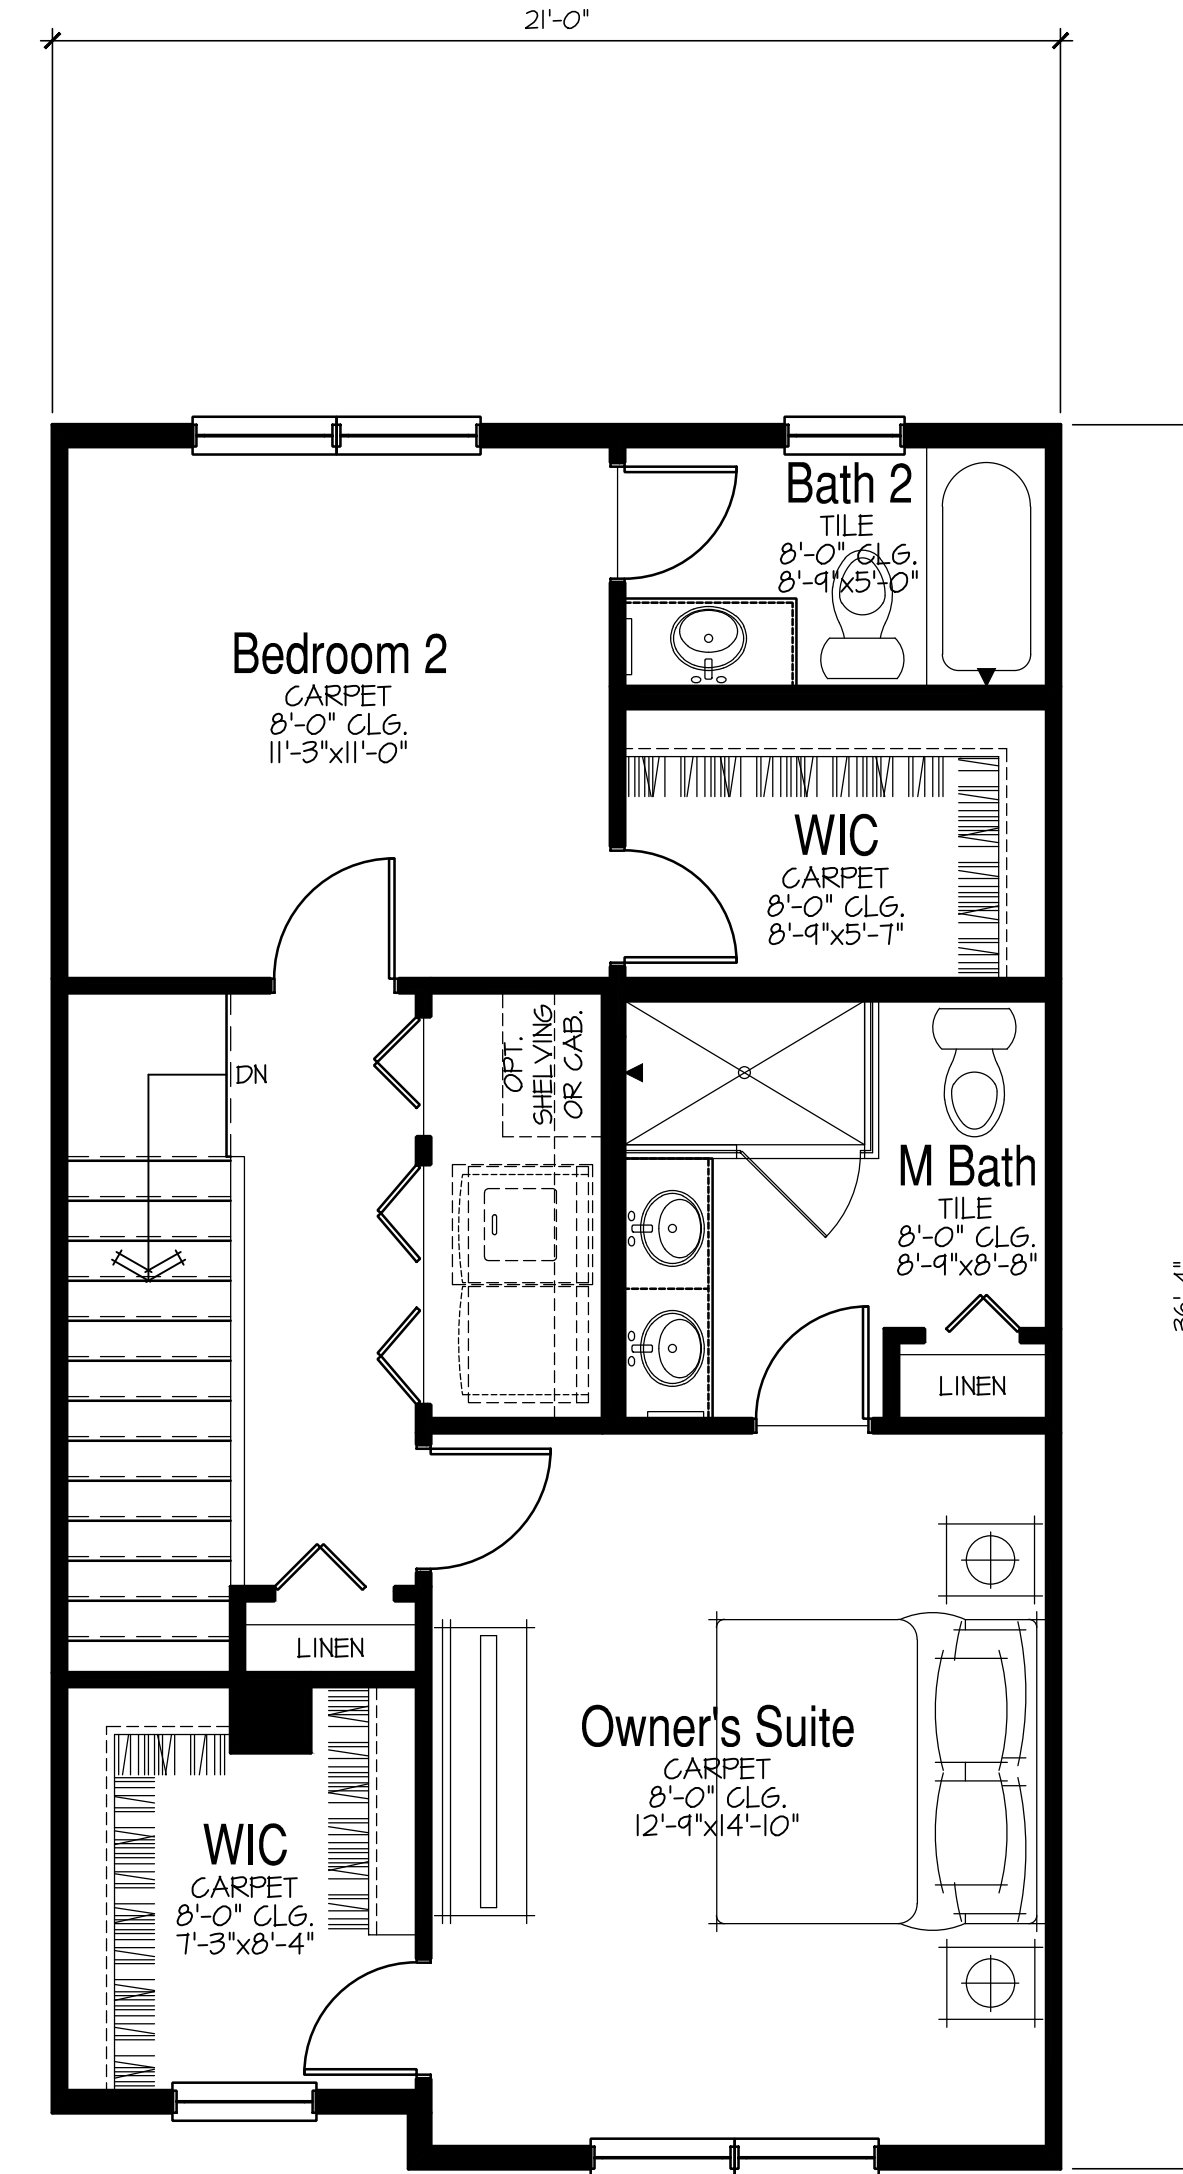 21'-0"
Bath 2
TILE
8'-0" CLG.
8'-9"x5'-0"
Bedroom 2
CARPET
8'-0" CLG.
11'-3"x11'-0"
WIC
CARPET
8'-0" CLG.
8'-9"x5'-7"
OPT.
SHELVING
OR CAB.
DN
M Bath
TILE
8'-0" CLG.
8'-9"x8'-8"
36'-4"
LINEN
LINEN
Owner's Suite
CARPET
8'-0" CLG.
12'-9"x14'-10"
WIC
CARPET
8'-0" CLG.
7'-3"x8'-4"